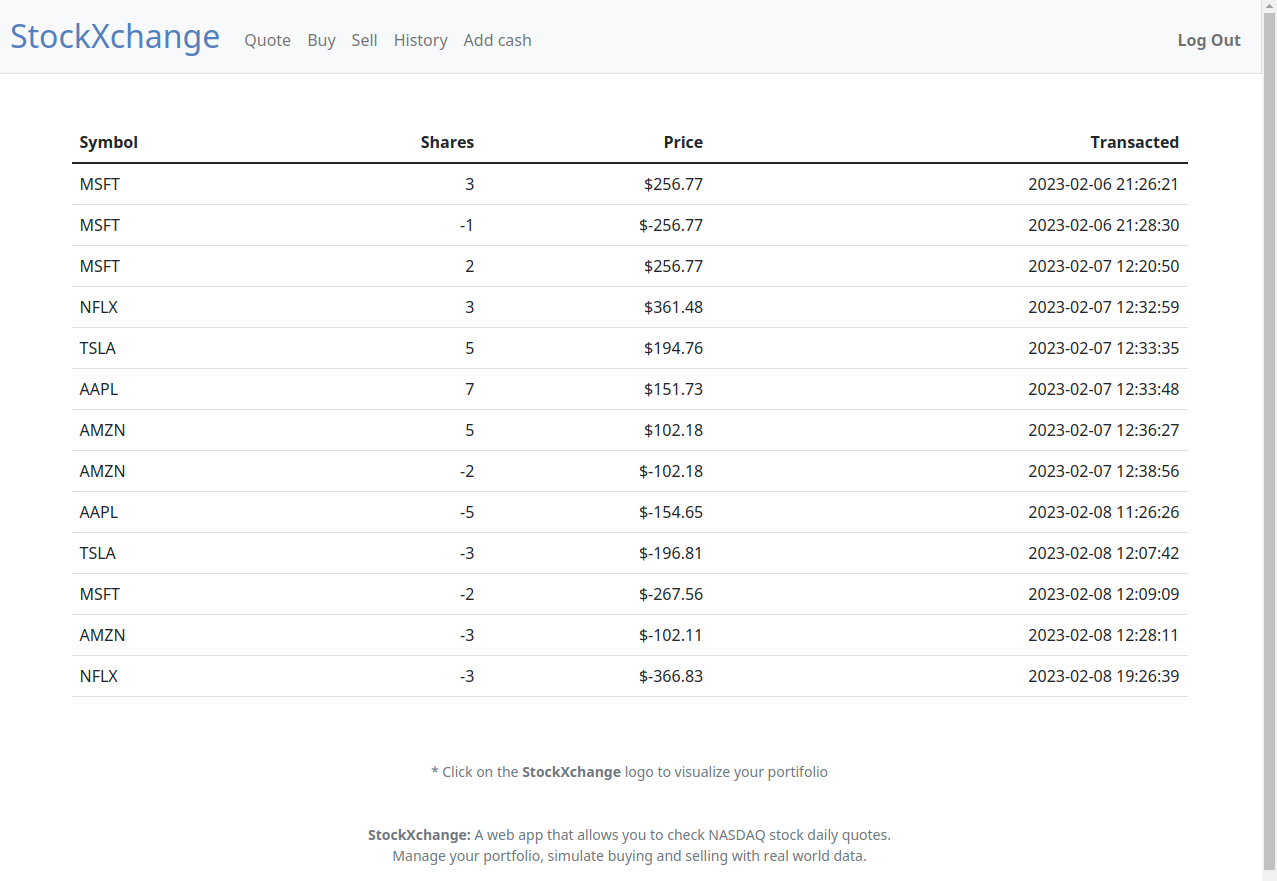 StockXchange Quote Buy Sell History Add cash Log Out
Symbol Shares Price Transacted
MSFT 3 $256.77 2023-02-06 21:26:21
MSFT -1 $-256.77 2023-02-06 21:28:30
MSFT 2 $256.77 2023-02-07 12:20:50
NFLX 3 $361.48 2023-02-07 12:32:59
TSLA 5 $194.76 2023-02-07 12:33:35
AAPL 7 $151.73 2023-02-07 12:33:48
AMZN 5 $102.18 2023-02-07 12:36:27
AMZN -2 $-102.18 2023-02-07 12:38:56
AAPL -5 $-154.65 2023-02-08 11:26:26
TSLA -3 $-196.81 2023-02-08 12:07:42
MSFT -2 $-267.56 2023-02-08 12:09:09
AMZN -3 $-102.11 2023-02-08 12:28:11
NFLX -3 $-366.83 2023-02-08 19:26:39
* Click on the StockXchange logo to visualize your portifolio
StockXchange: A web app that allows you to check NASDAQ stock daily quotes.
Manage your portfolio, simulate buying and selling with real world data.